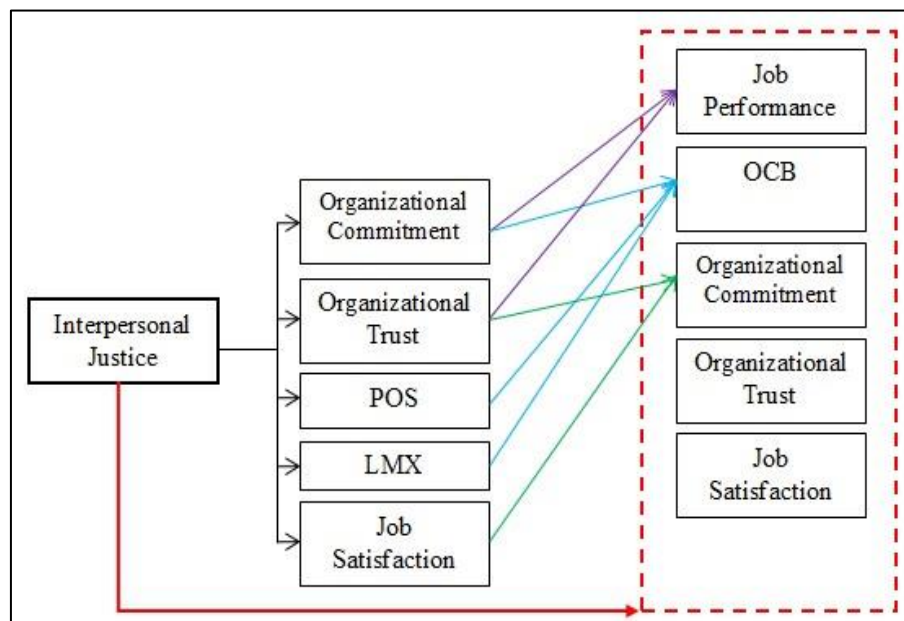 Interpersonal
Justice
Organizational
Commitment
Organizational
Trust
POS
LMX
Job
Satisfaction
Job
Performance
OCB
Organizational
Commitment
Organizational
Trust
Job
Satisfaction